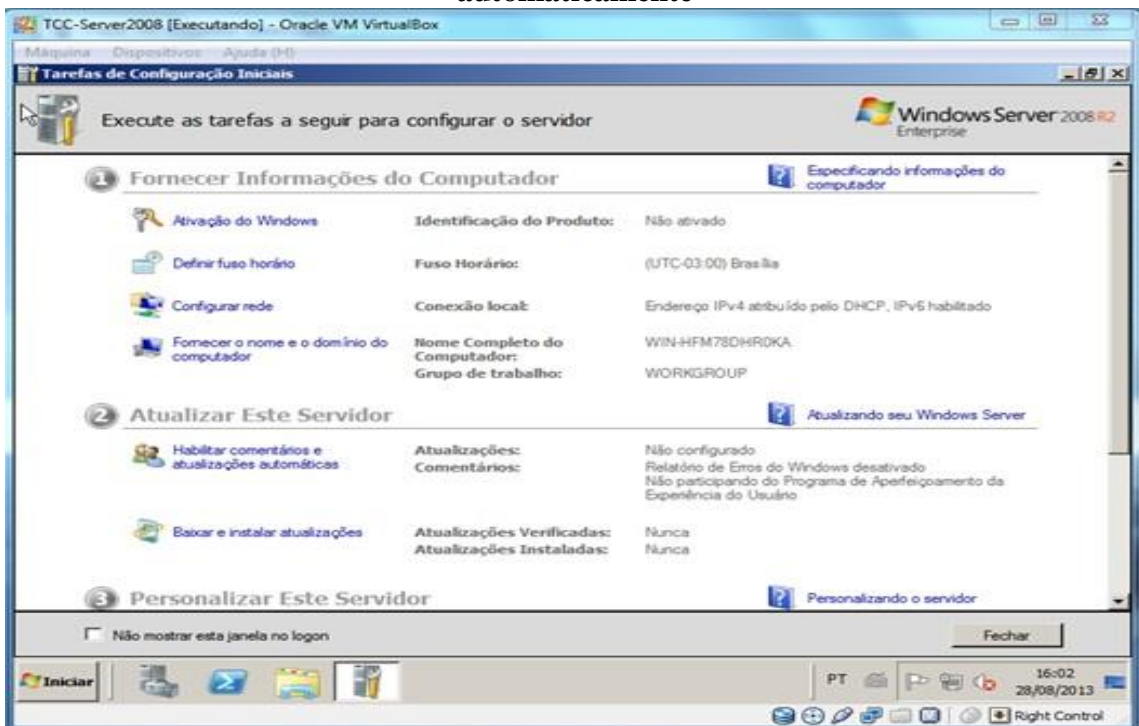 automaticamente
TCC-Server2008 [Executando] - Oracle VM VirtualBox
Máquina Dispositivos Ajuda (H)
Tarefas de Configuração Iniciais
Execute as tarefas a seguir para configurar o servidor
Windows Server 2008 R2
Enterprise
1 Fornecer Informações do Computador
Especificando informações do
computador
Ativação do Windows Identificação do Produto: Não ativado
Definir fuso horário Fuso Horário: (UTC-03:00) Brasília
Configurar rede Conexão local: Endereço IPv4 atribuído pelo DHCP, IPv6 habilitado
Fornecer o nome e o domínio do
computador
Nome Completo do
Computador:
WIN-HFM78DHR0KA
Grupo de trabalho: WORKGROUP
2 Atualizar Este Servidor
Atualizando seu Windows Server
Habilitar comentários e
atualizações automáticas
Atualizações: Não configurado
Comentários: Relatório de Erros do Windows desativado
Não participando do Programa de Aperfeiçoamento da
Experiência do Usuário
Baixar e instalar atualizações
Atualizações Verificadas: Nunca
Atualizações Instaladas: Nunca
3 Personalizar Este Servidor
Personalizando o servidor
Não mostrar esta janela no logon
Fechar
Iniciar
PT
16:02
28/08/2013
Right Control